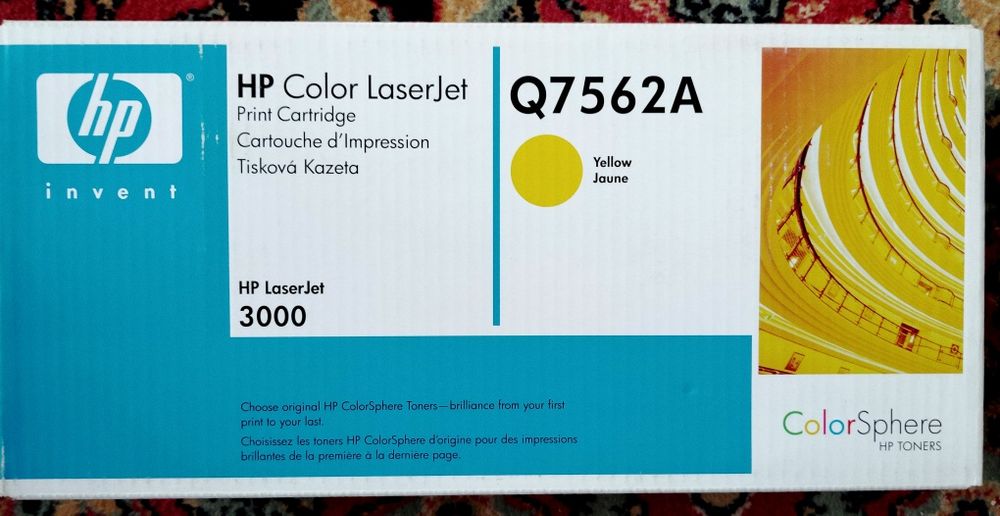 hp
®
invent
HP Color LaserJet
Print Cartridge
Cartouche d'Impression
Tisková Kazeta
HP LaserJet
3000
Q7562A
Yellow
Jaune
Choose original HP ColorSphere Toners—brilliance from your first
print to your last.
Choisissez les toners HP ColorSphere d'origine pour des impressions
brillantes de la première à la dernière page.
ColorSphere
HP TONERS